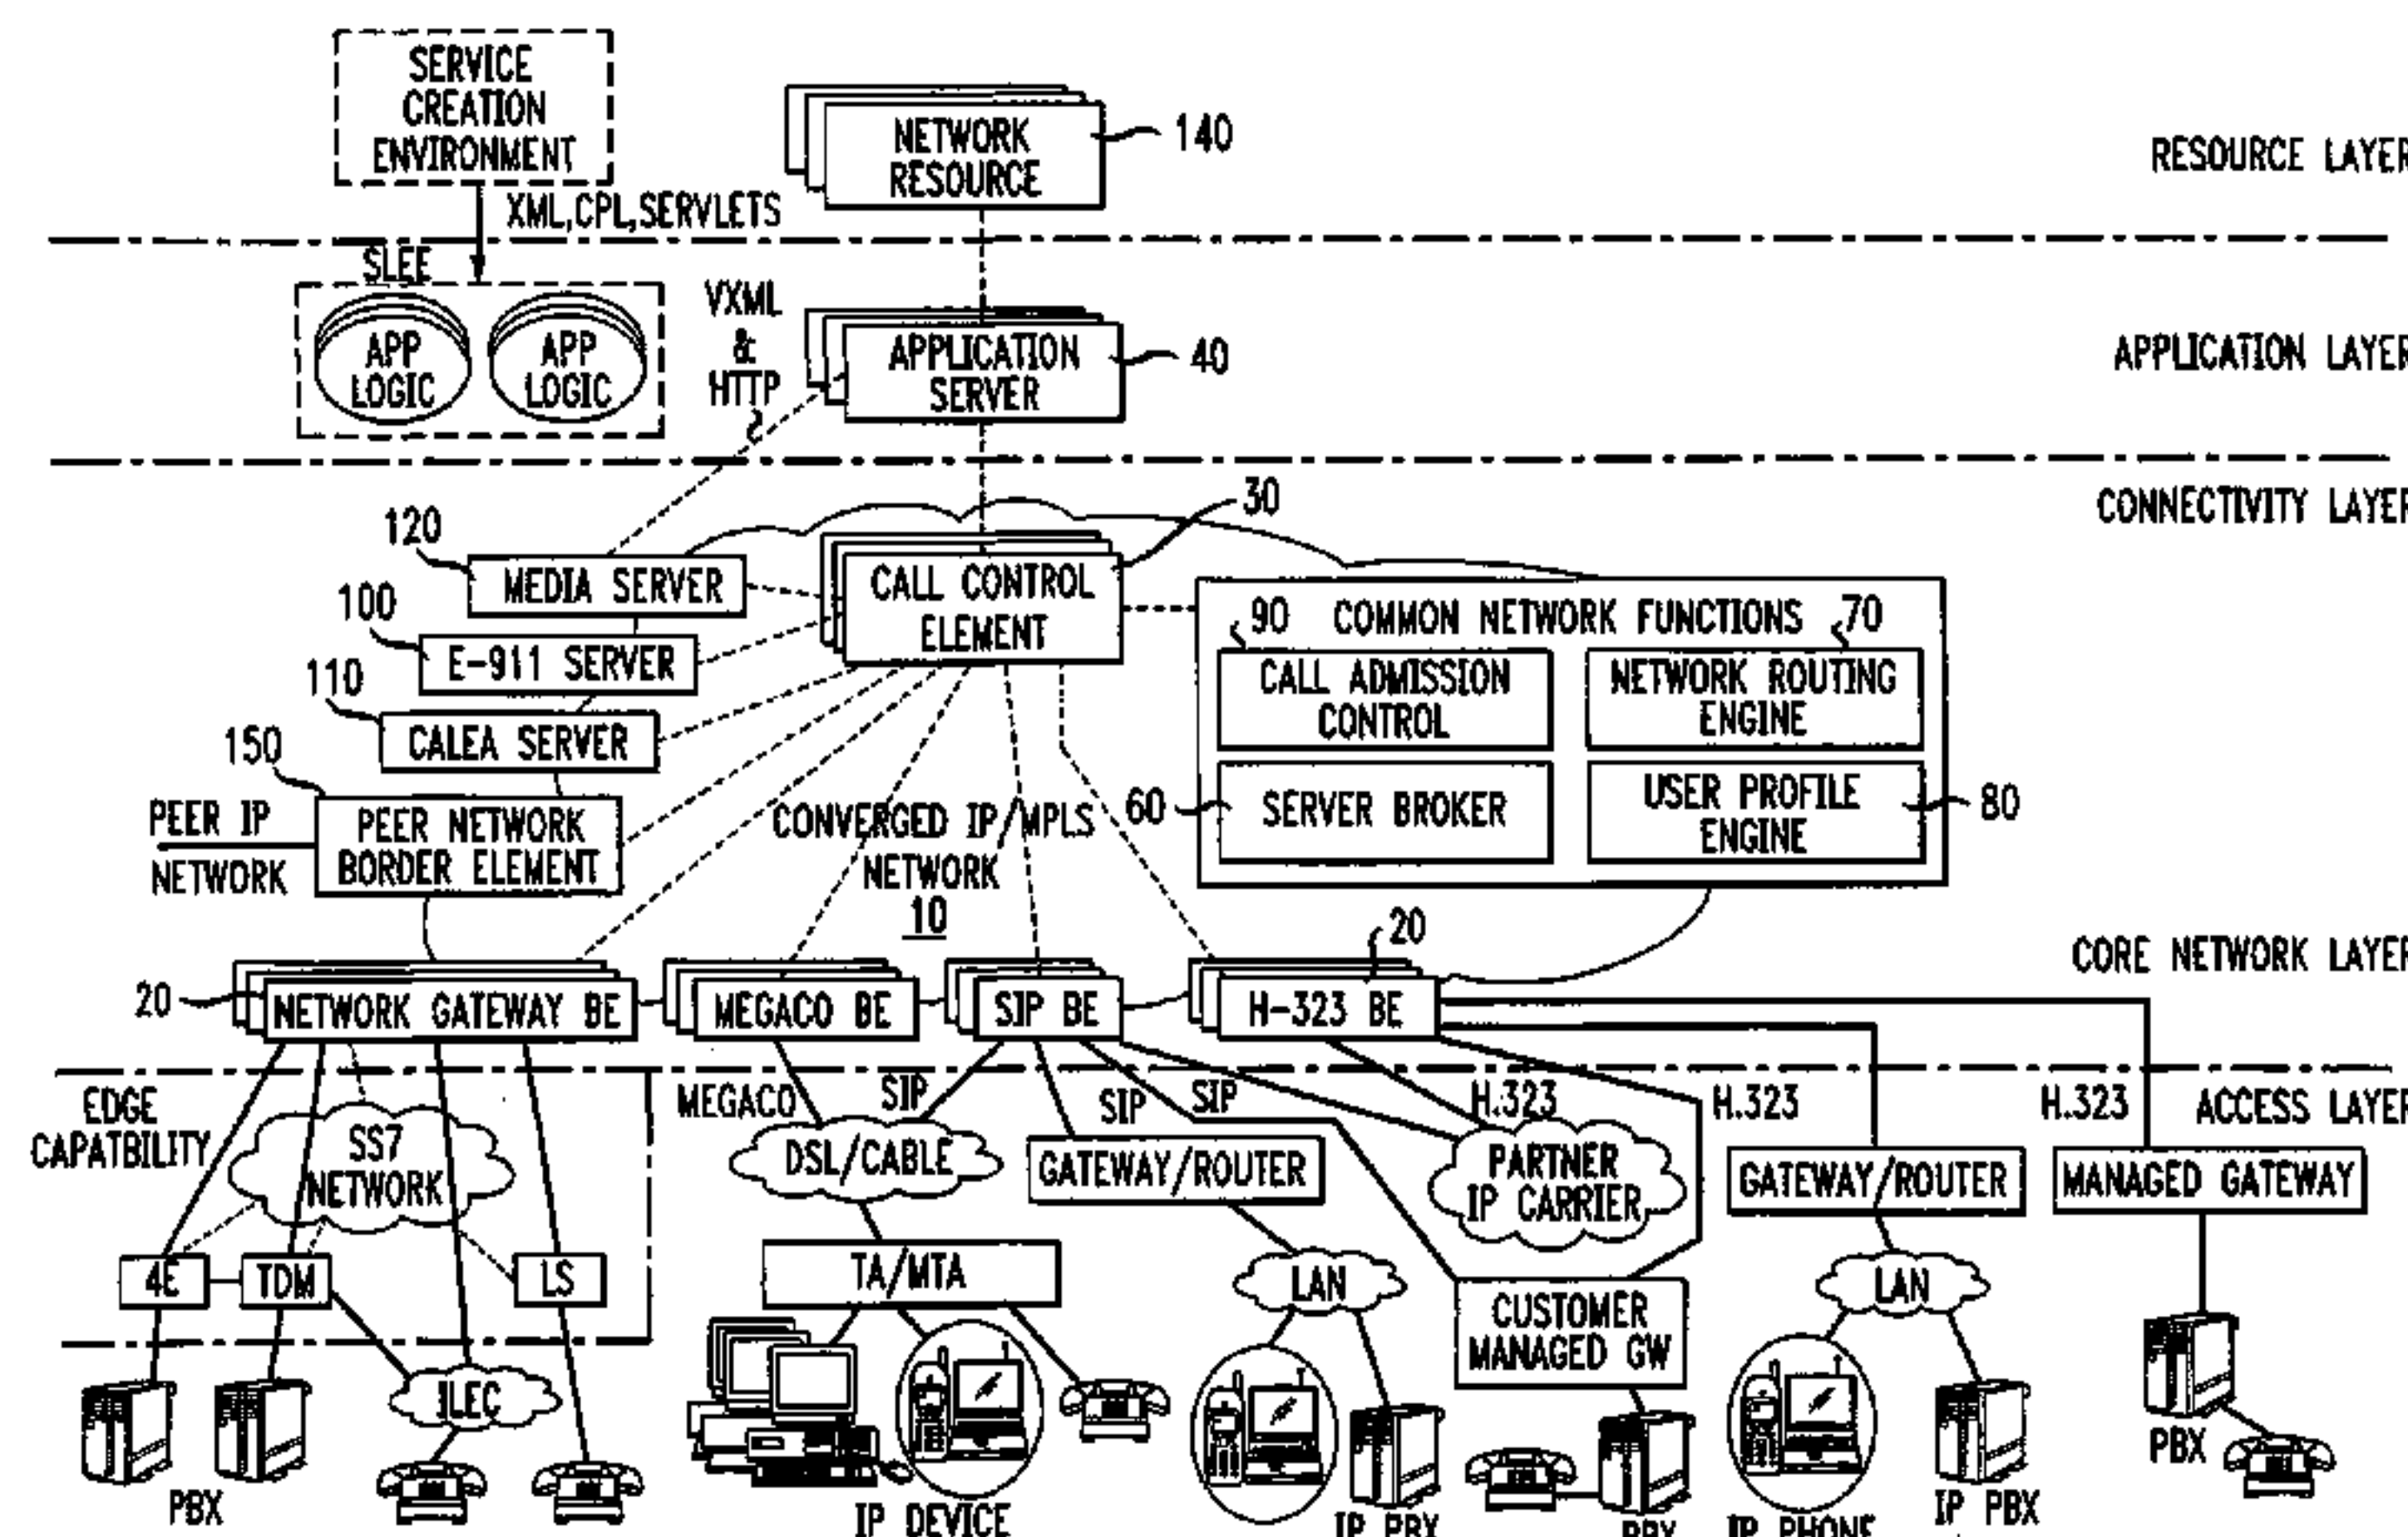 SERVICE
CREATION
ENVIRONMENT
NETWORK
RESOURCE
140
RESOURCE LAYER
XML,CPL,SERVLETS
SLEE
APP
LOGIC
APP
LOGIC
VXML
&
HTTP
APPLICATION
SERVER
40
APPLICATION LAYER
30
CONNECTIVITY LAYER
120
MEDIA SERVER
CALL CONTROL
ELEMENT
100
E-911 SERVER
110
CALEA SERVER
150
PEER IP
NETWORK
PEER NETWORK
BORDER ELEMENT
90
COMMON NETWORK FUNCTIONS
70
CALL ADMISSION
CONTROL
NETWORK ROUTING
ENGINE
60
SERVER BROKER
USER PROFILE
ENGINE
80
CONVERGED IP/MPLS
NETWORK
10
20
CORE NETWORK LAYER
20
NETWORK GATEWAY BE
MEGACO BE
SIP BE
H-323 BE
EDGE
CAPATBILITY
MEGACO
SIP
SIP
SIP
H.323
H.323
H.323
ACCESS LAYER
SS7
NETWORK
DSL/CABLE
GATEWAY/ROUTER
PARTNER
IP CARRIER
GATEWAY/ROUTER
MANAGED GATEWAY
4E
TDM
LS
TA/MTA
LAN
CUSTOMER
MANAGED GW
LAN
ILEC
PBX
IP DEVICE
IP PBX
PBX
IP PHONE
IP PBX
PBX